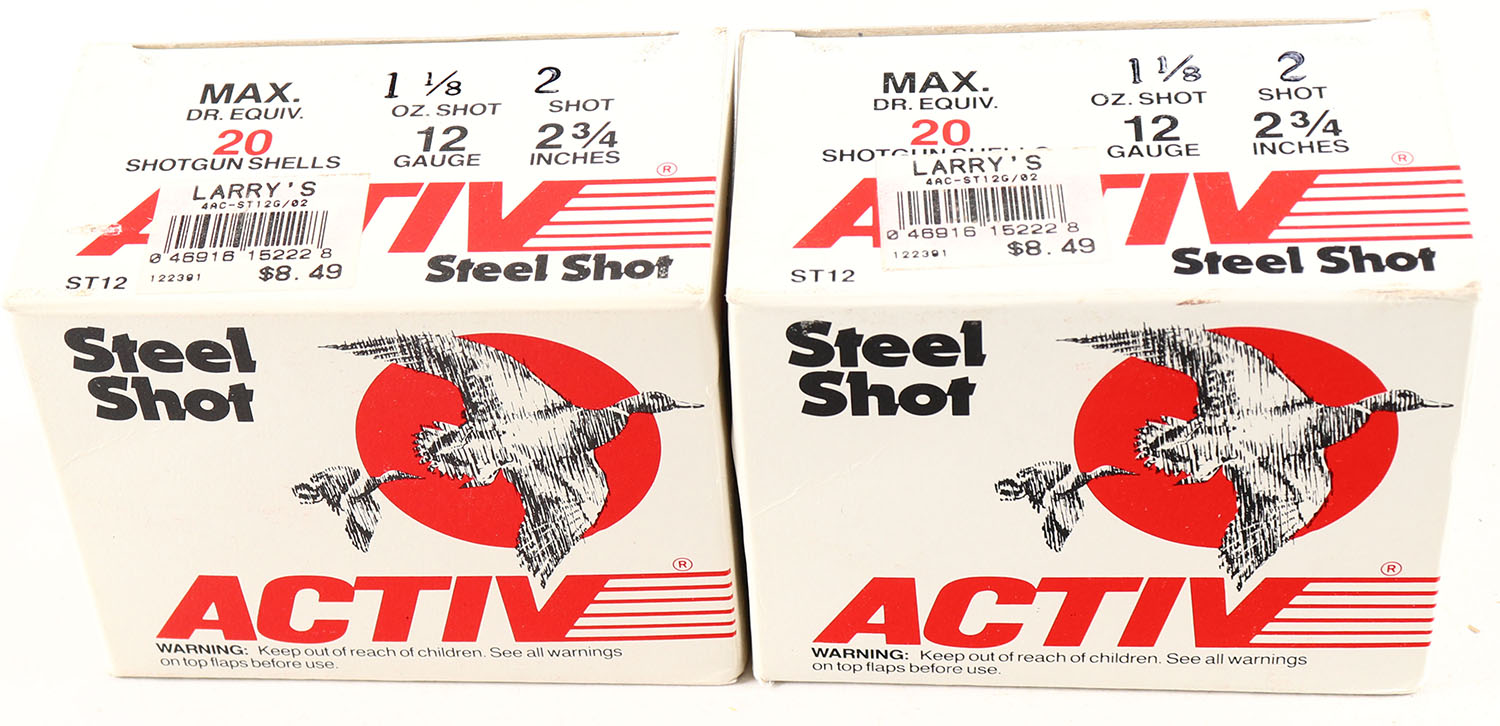 MAX. 1 1/8 2
DR. EQUIV. OZ. SHOT SHOT
20 12 2 3/4
SHOTGUN SHELLS GAUGE INCHES
LARRY'S
4AC-ST12G/02
ACTIV ®
0 46916 15222 8
122391 $8.49
ST12 Steel Shot
Steel
Shot
ACTIV ®
WARNING: Keep out of reach of children. See all warnings
on top flaps before use.
MAX. 1 1/8 2
DR. EQUIV. OZ. SHOT SHOT
20 12 2 3/4
SHOTGUN SHELLS GAUGE INCHES
LARRY'S
4AC-ST12G/02
ACTIV ®
0 46916 15222 8
122391 $8.49
ST12 Steel Shot
Steel
Shot
ACTIV ®
WARNING: Keep out of reach of children. See all warnings
on top flaps before use.